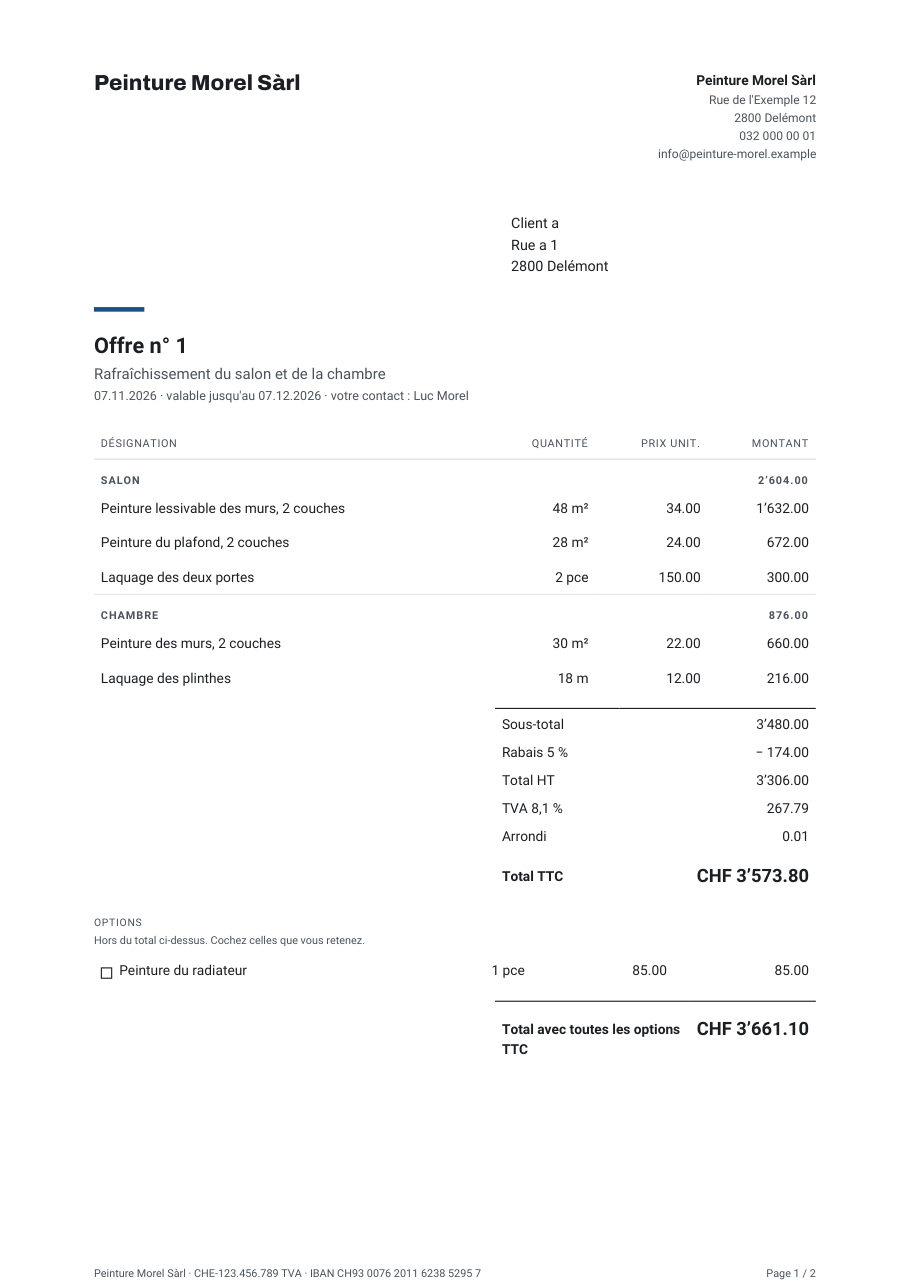 Peinture Morel Sàrl
Peinture Morel Sàrl
Rue de l'Exemple 12
2800 Delémont
032 000 00 01
info@peinture-morel.example
Client a
Rue a 1
2800 Delémont
Offre n° 1
Rafraîchissement du salon et de la chambre
07.11.2026 · valable jusqu'au 07.12.2026 · votre contact : Luc Morel
DÉSIGNATION QUANTITÉ PRIX UNIT. MONTANT
SALON 2’604.00
Peinture lessivable des murs, 2 couches 48 m² 34.00 1’632.00
Peinture du plafond, 2 couches 28 m² 24.00 672.00
Laquage des deux portes 2 pce 150.00 300.00
CHAMBRE 876.00
Peinture des murs, 2 couches 30 m² 22.00 660.00
Laquage des plinthes 18 m 12.00 216.00
Sous-total 3’480.00
Rabais 5 % − 174.00
Total HT 3’306.00
TVA 8,1 % 267.79
Arrondi 0.01
Total TTC CHF 3’573.80
OPTIONS
Hors du total ci-dessus. Cochez celles que vous retenez.
☐ Peinture du radiateur 1 pce 85.00 85.00
Total avec toutes les options CHF 3’661.10
TTC
Peinture Morel Sàrl · CHE-123.456.789 TVA · IBAN CH93 0076 2011 6238 5295 7 Page 1 / 2